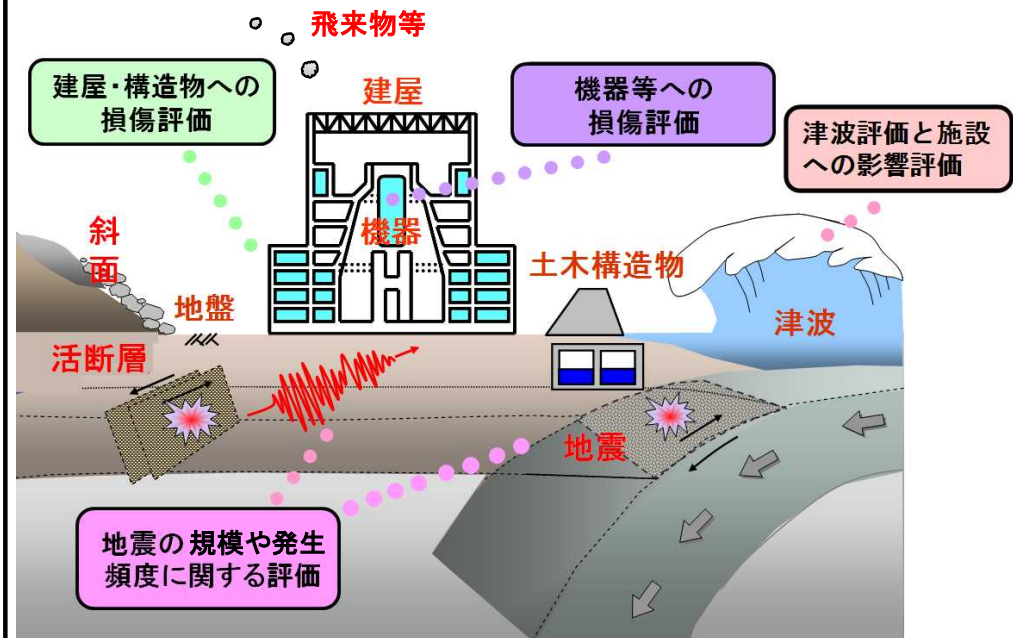 飛来物等
建屋・構造物への
損傷評価
建屋
機器等への
損傷評価
津波評価と施設
への影響評価
斜
面
機器
土木構造物
地盤
津波
活断層
地震
地震の規模や発生
頻度に関する評価